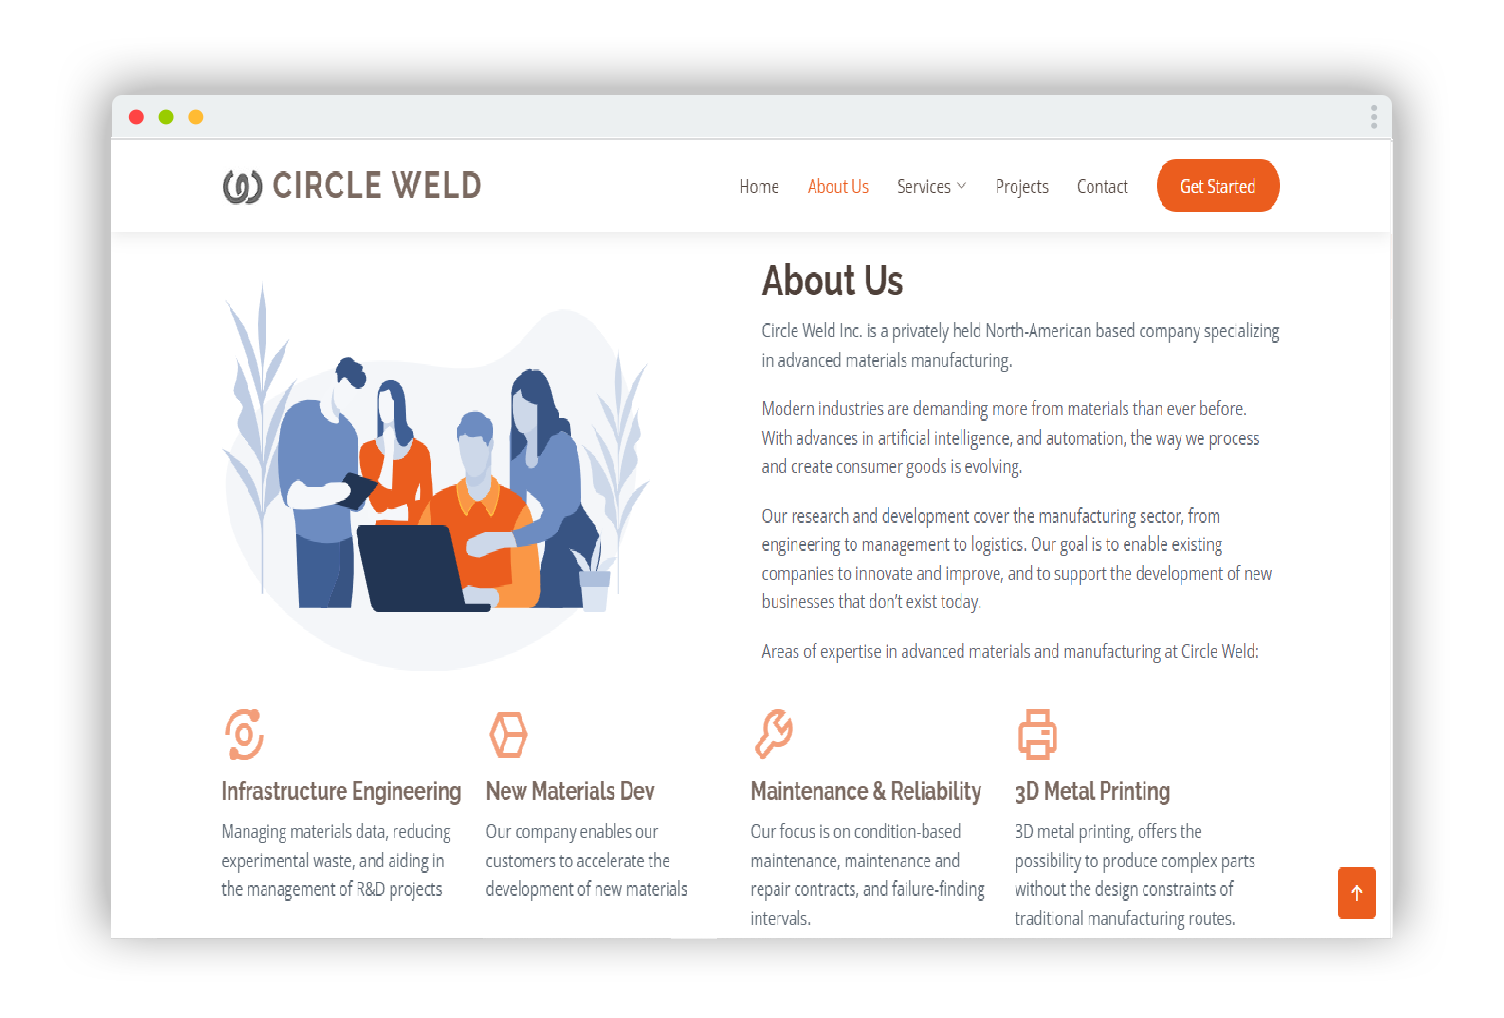 CIRCLE WELD
Home About Us Services Projects Contact Get Started
About Us
Circle Weld Inc. is a privately held North-American based company specializing
in advanced materials manufacturing.
Modern industries are demanding more from materials than ever before.
With advances in artificial intelligence, and automation, the way we process
and create consumer goods is evolving.
Our research and development cover the manufacturing sector, from
engineering to management to logistics. Our goal is to enable existing
companies to innovate and improve, and to support the development of new
businesses that don’t exist today.
Areas of expertise in advanced materials and manufacturing at Circle Weld:
Infrastructure Engineering
Managing materials data, reducing
experimental waste, and aiding in
the management of R&D projects
New Materials Dev
Our company enables our
customers to accelerate the
development of new materials
Maintenance & Reliability
Our focus is on condition-based
maintenance, maintenance and
repair contracts, and failure-finding
intervals.
3D Metal Printing
3D metal printing, offers the
possibility to produce complex parts
without the design constraints of
traditional manufacturing routes.